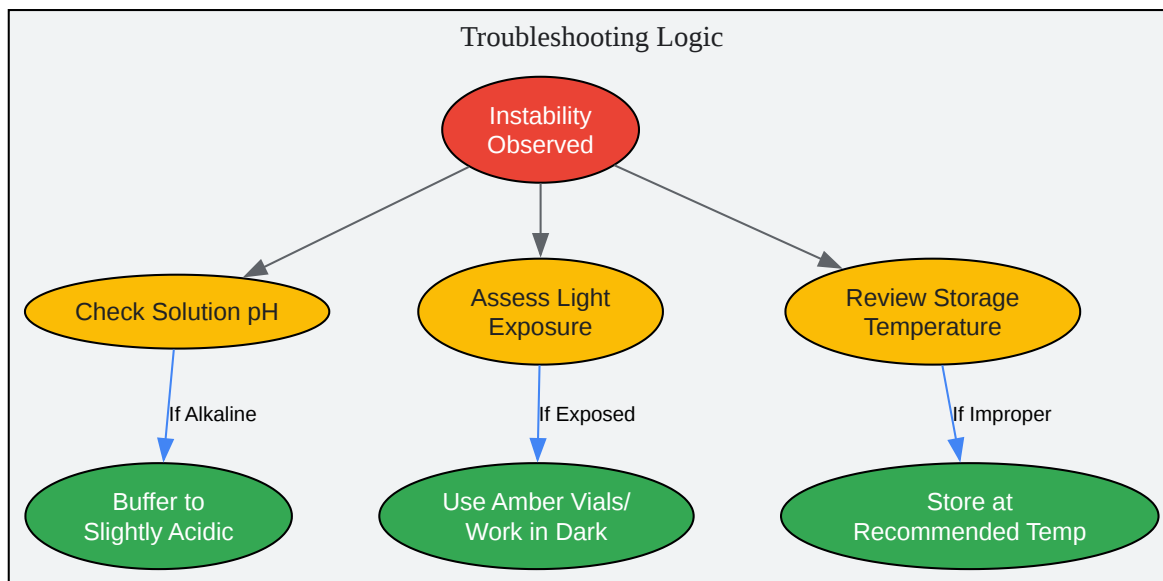 Troubleshooting Logic
Instability
Observed
Check Solution pH
Assess Light
Exposure
Review Storage
Temperature
If Alkaline
If Exposed
If Improper
Buffer to
Slightly Acidic
Use Amber Vials/
Work in Dark
Store at
Recommended Temp